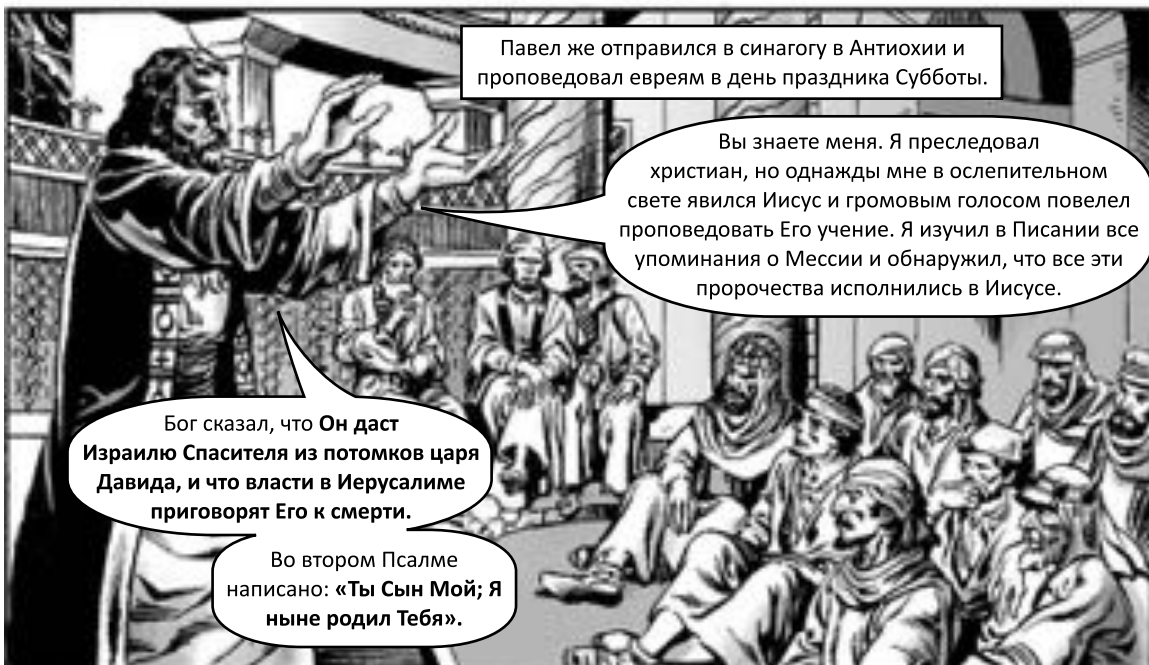 Павел же отправился в синагогу в Антиохии и
проповедовал евреям в день праздника Субботы.
Вы знаете меня. Я преследовал
христиан, но однажды мне в ослепительном
свете явился Иисус и громовым голосом повелел
проповедовать Его учение. Я изучил в Писании все
упоминания о Мессии и обнаружил, что все эти
пророчества исполнились в Иисусе.
Бог сказал, что Он даст
Израилю Спасителя из потомков царя
Давида, и что власти в Иерусалиме
приговорят Его к смерти.
Во втором Псалме
написано: «Ты Сын Мой; Я
ныне родил Тебя».